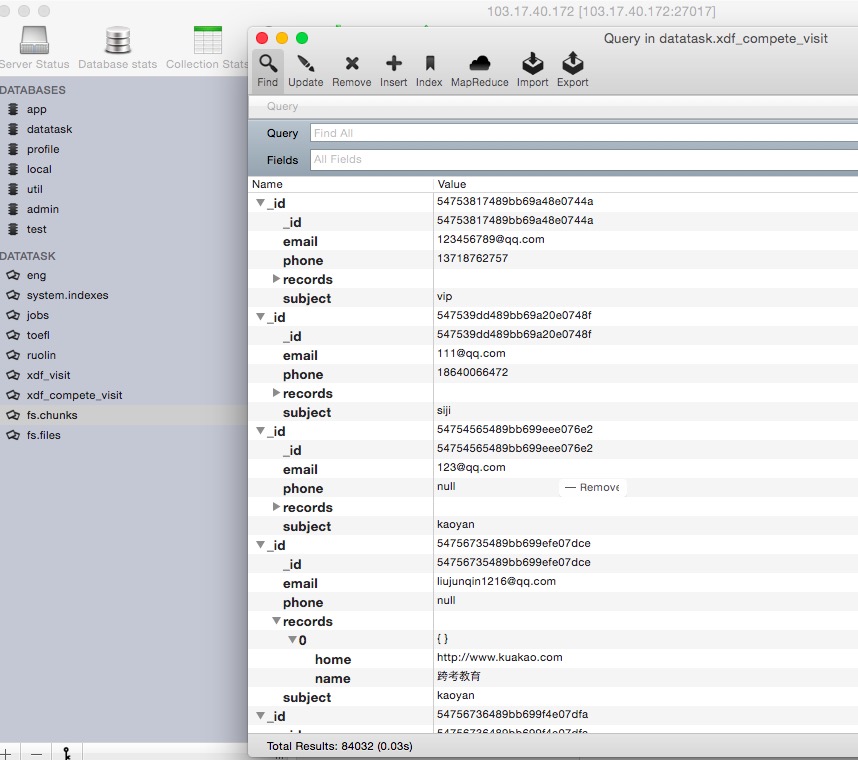 103.17.40.172 [103.17.40.172:27017]
Server Status Database stats Collection Stats
DATABASES
app
datatask
profile
local
util
admin
test
DATATASK
eng
system.indexes
jobs
toefl
ruolin
xdf_visit
xdf_compete_visit
fs.chunks
fs.files
Query in datatask.xdf_compete_visit
Find Update Remove Insert Index MapReduce Import Export
Query
Query Find All
Fields All Fields
Name Value
_id 54753817489bb69a48e0744a
_id 54753817489bb69a48e0744a
email 123456789@qq.com
phone 13718762757
records
subject vip
_id 547539dd489bb69a20e0748f
_id 547539dd489bb69a20e0748f
email 111@qq.com
phone 18640066472
records
subject siji
_id 54754565489bb699eee076e2
_id 54754565489bb699eee076e2
email 123@qq.com
phone null — Remove
records
subject kaoyan
_id 54756735489bb699efe07dce
_id 54756735489bb699efe07dce
email liujunqin1216@qq.com
phone null
records
0 { }
home http://www.kuakao.com
name 跨考教育
subject kaoyan
_id 54756736489bb699f4e07dfa
_id 54756736489bb699f4e07dfa
Total Results: 84032 (0.03s)